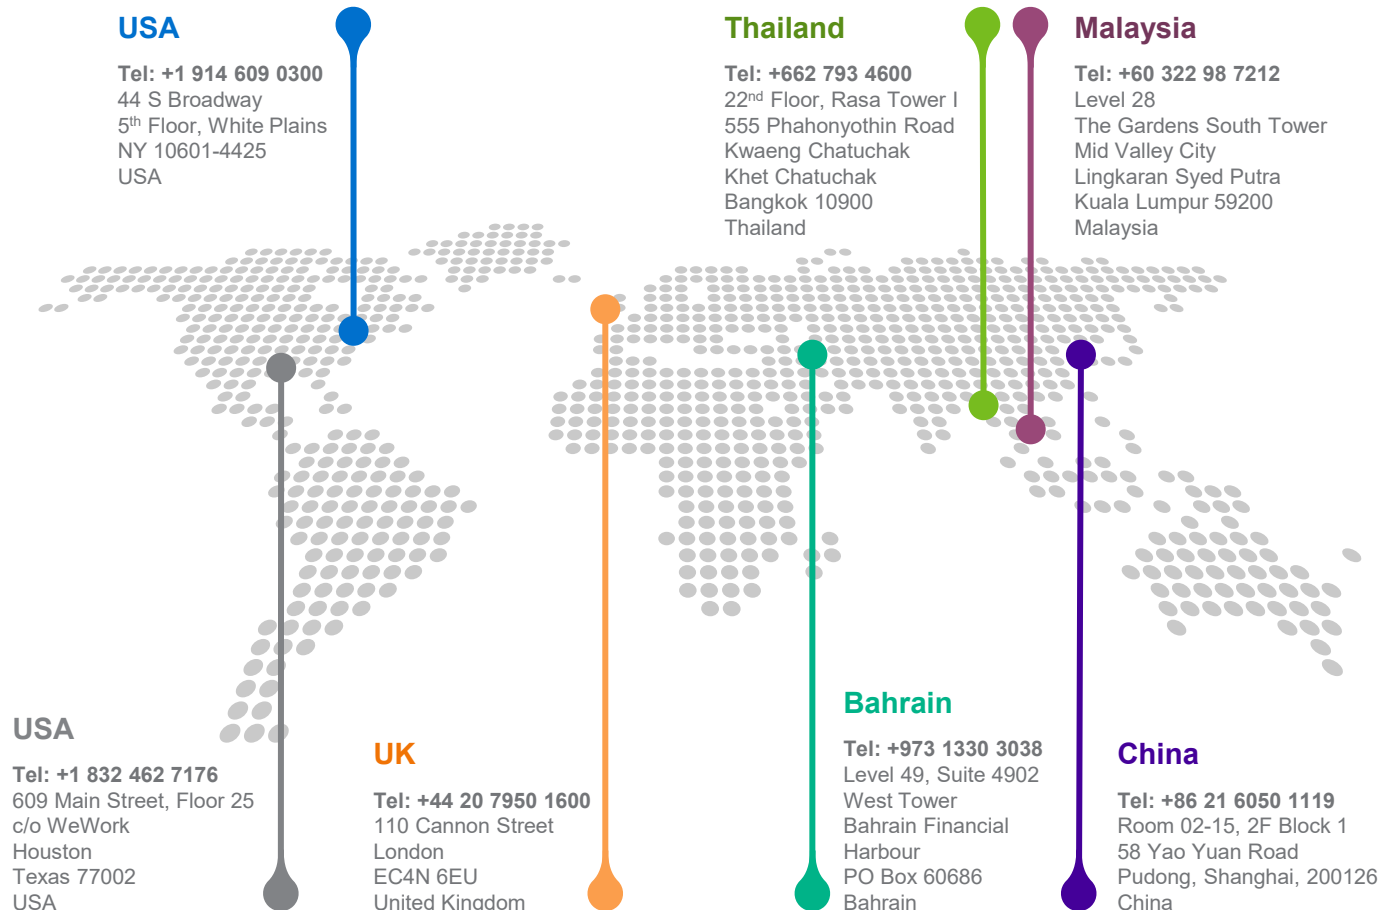 USA
Tel: +1 914 609 0300
44 S Broadway
5th Floor, White Plains
NY 10601-4425
USA
Thailand
Tel: +662 793 4600
22nd Floor, Rasa Tower I
555 Phahonyothin Road
Kwaeng Chatuchak
Khet Chatuchak
Bangkok 10900
Thailand
Malaysia
Tel: +60 322 98 7212
Level 28
The Gardens South Tower
Mid Valley City
Lingkaran Syed Putra
Kuala Lumpur 59200
Malaysia
USA
Tel: +1 832 462 7176
609 Main Street, Floor 25
c/o WeWork
Houston
Texas 77002
USA
UK
Tel: +44 20 7950 1600
110 Cannon Street
London
EC4N 6EU
United Kingdom
Bahrain
Tel: +973 1330 3038
Level 49, Suite 4902
West Tower
Bahrain Financial
Harbour
PO Box 60686
Bahrain
China
Tel: +86 21 6050 1119
Room 02-15, 2F Block 1
58 Yao Yuan Road
Pudong, Shanghai, 200126
China